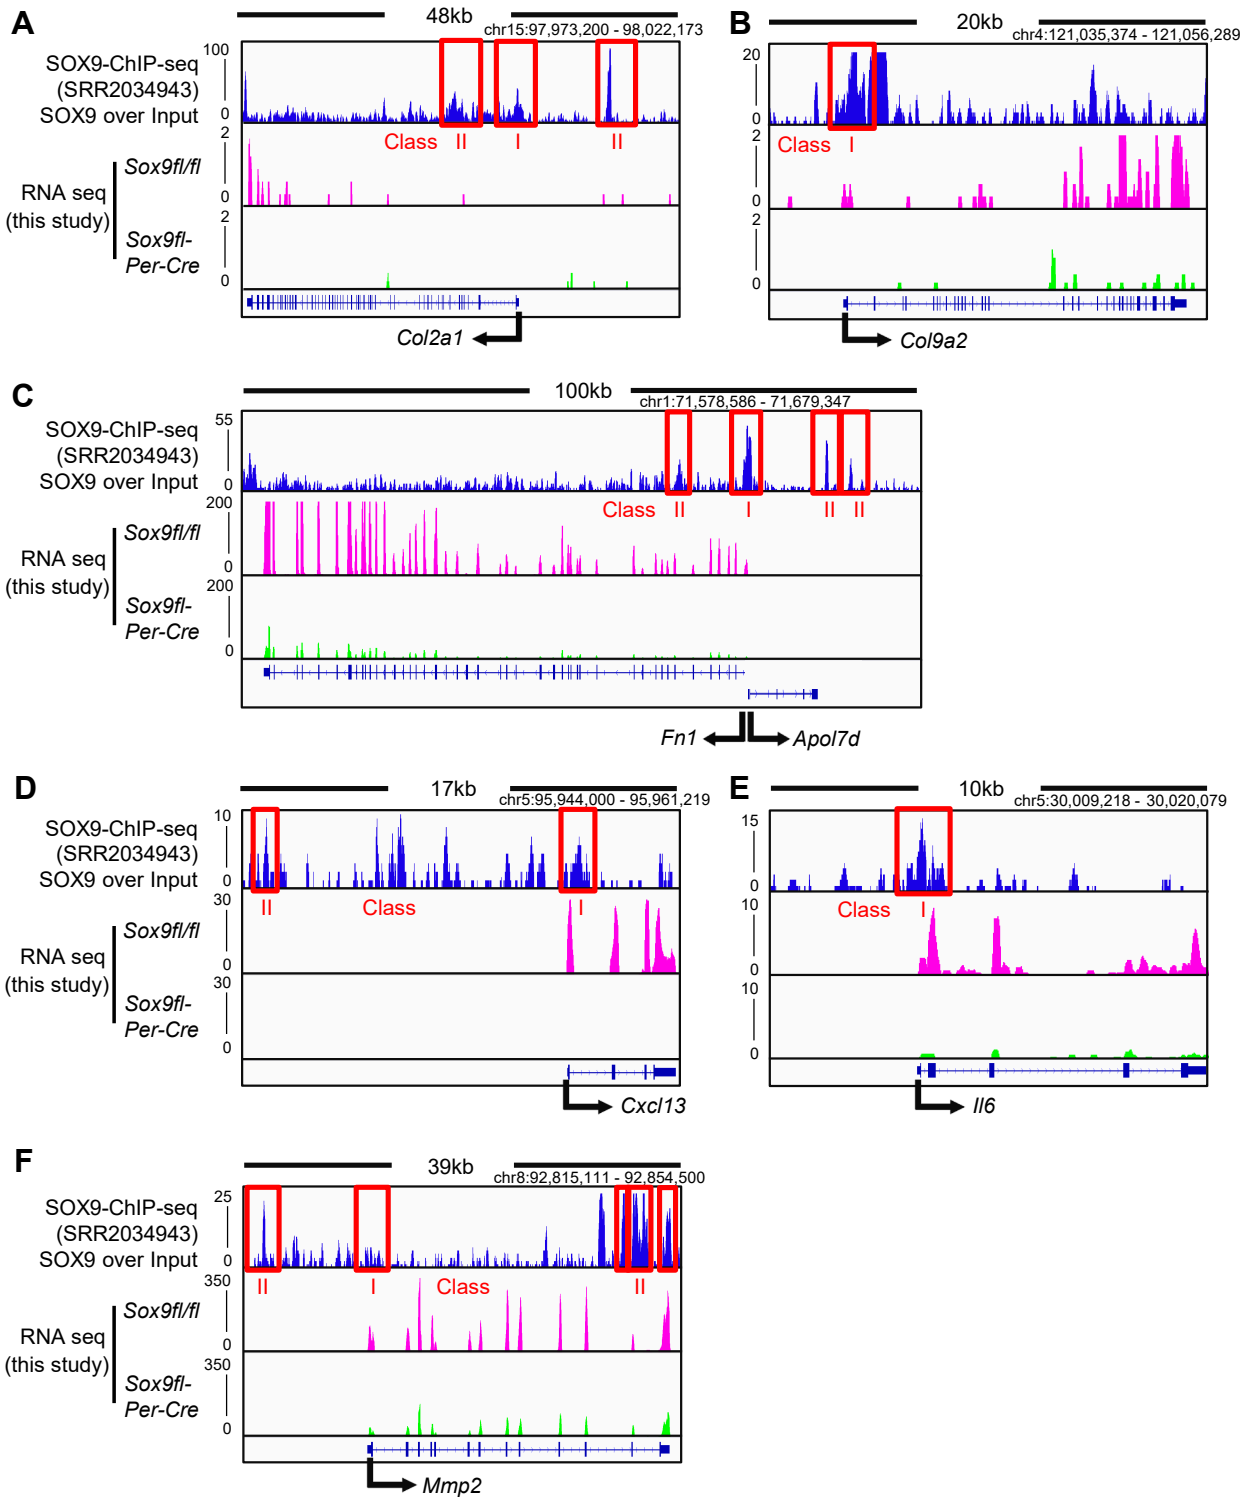 A
48kb
chr15:97,973,200 - 98,022,173
SOX9-ChIP-seq
(SRR2034943)
SOX9 over Input
100
0
Class II I II
RNA seq
(this study)
Sox9fl/fl
2
0
Sox9fl-
Per-Cre
2
0
Col2a1
B
20kb
chr4:121,035,374 - 121,056,289
20
0
Class I
2
0
2
0
Col9a2
C
100kb
chr1:71,578,586 - 71,679,347
SOX9-ChIP-seq
(SRR2034943)
SOX9 over Input
55
0
Class II I II II
RNA seq
(this study)
Sox9fl/fl
200
0
Sox9fl-
Per-Cre
200
0
Fn1
Apol7d
D
17kb
chr5:95,944,000 - 95,961,219
SOX9-ChIP-seq
(SRR2034943)
SOX9 over Input
10
0
II Class I
RNA seq
(this study)
Sox9fl/fl
30
0
Sox9fl-
Per-Cre
30
0
Cxcl13
E
10kb
chr5:30,009,218 - 30,020,079
15
0
Class I
10
0
10
0
Il6
F
39kb
chr8:92,815,111 - 92,854,500
SOX9-ChIP-seq
(SRR2034943)
SOX9 over Input
25
0
II I Class II
RNA seq
(this study)
Sox9fl/fl
350
0
Sox9fl-
Per-Cre
350
0
Mmp2